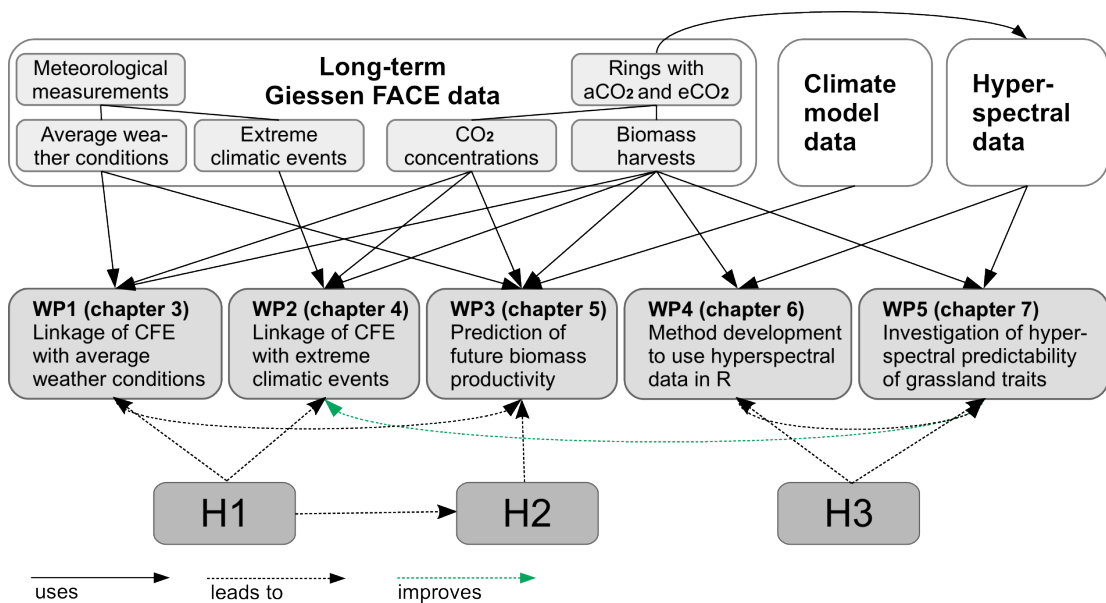 Long-term
Giessen FACE data
Meteorological
measurements
Average wea-
ther conditions
Extreme
climatic events
Rings with
aCO2 and eCO2
CO2
concentrations
Biomass
harvests
Climate
model
data
Hyper-
spectral
data
WP1 (chapter 3)
Linkage of CFE
with average
weather conditions
WP2 (chapter 4)
Linkage of CFE
with extreme
climatic events
WP3 (chapter 5)
Prediction of
future biomass
productivity
WP4 (chapter 6)
Method development
to use hyperspectral
data in R
WP5 (chapter 7)
Investigation of hyper-
spectral predictability
of grassland traits
H1
H2
H3
uses
leads to
improves